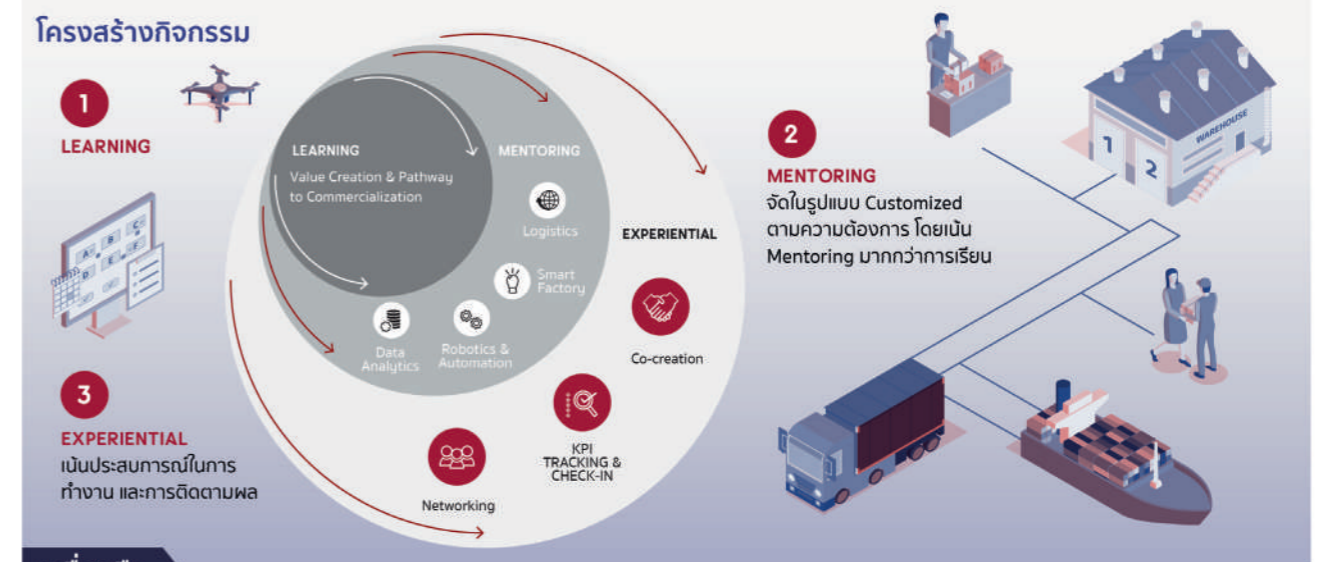 โครงสร้างกิจกรรม
1
LEARNING
LEARNING
Value Creation & Pathway
to Commercialization
MENTORING
Logistics
Smart
Factory
Robotics &
Automation
Data
Analytics
EXPERIENTIAL
Co-creation
KPI
TRACKING &
CHECK-IN
Networking
2
MENTORING
จัดในรูปแบบ Customized
ตามความต้องการ โดยเน้น
Mentoring มากกว่าการเรียน
3
EXPERIENTIAL
เน้นประสบการณ์ในการ
ทำงาน และการติดตามผล
WAREHOUSE
1
2
A
B
C
D
E
F